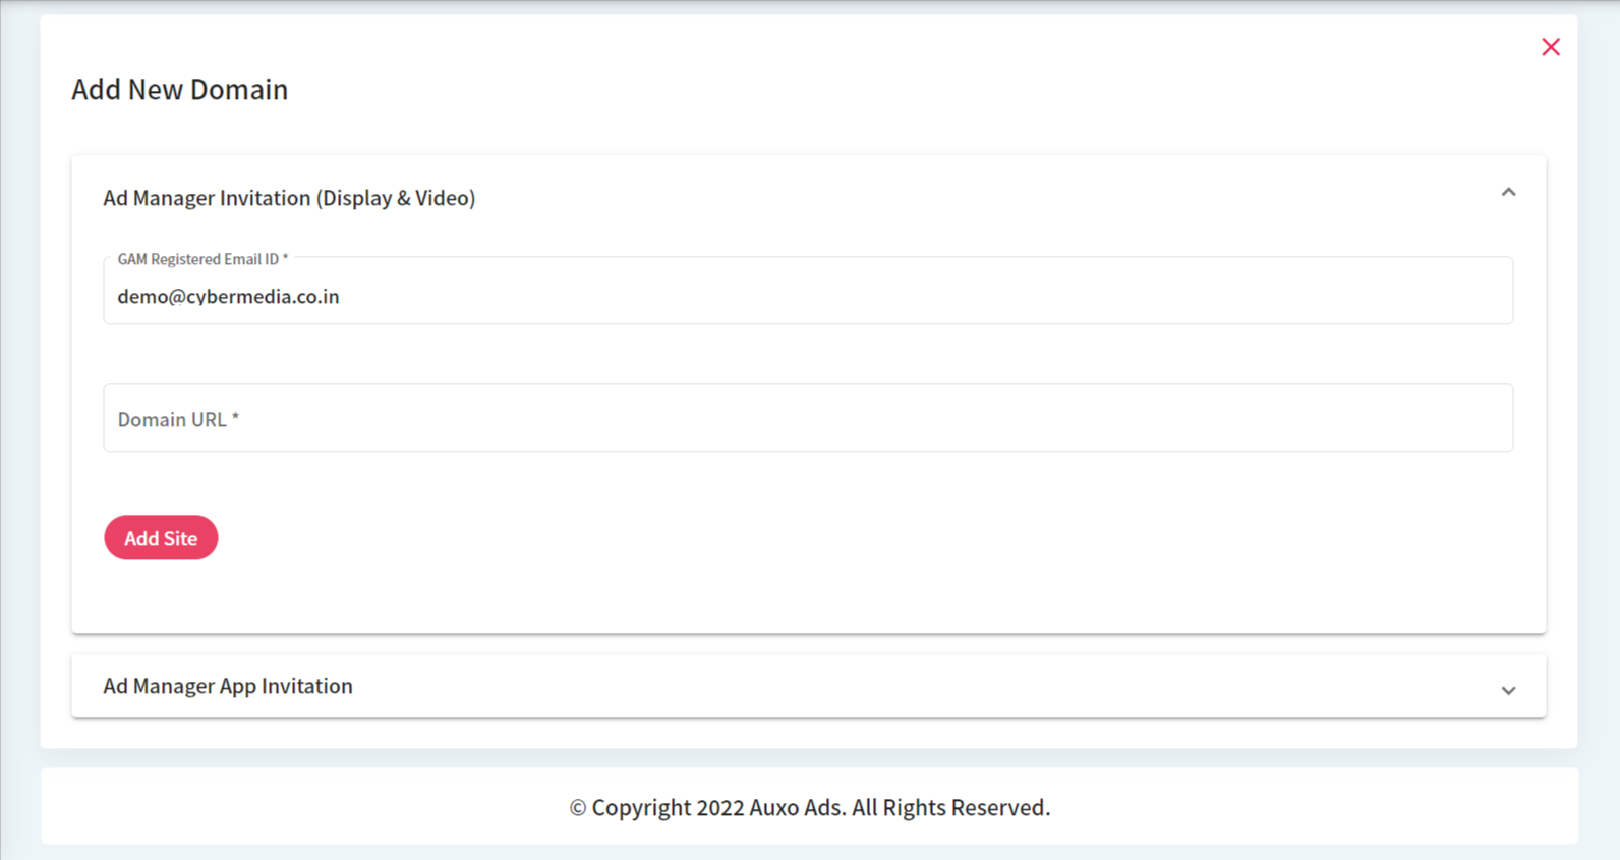 Add New Domain
Ad Manager Invitation (Display & Video)
GAM Registered Email ID *
demo@cybermedia.co.in
Domain URL *
Add Site
Ad Manager App Invitation
© Copyright 2022 Auxo Ads. All Rights Reserved.